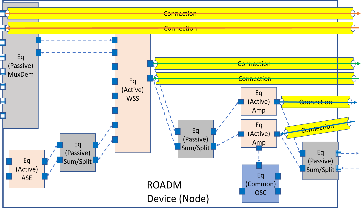 Connection
Connection
Eq
(Passive)
MuxDem
Eq
(Active)
WSS
Connection
Connection
Eq
(Active)
Amp
Connection
Eq
(Passive)
Sum/Split
Eq
(Active)
Amp
Connection
Eq
(Passive)
Sum/Split
Eq
(Passive)
Sum/Split
Eq
(Active)
ASE
Eq
(Common)
OSC
ROADM
Device (Node)